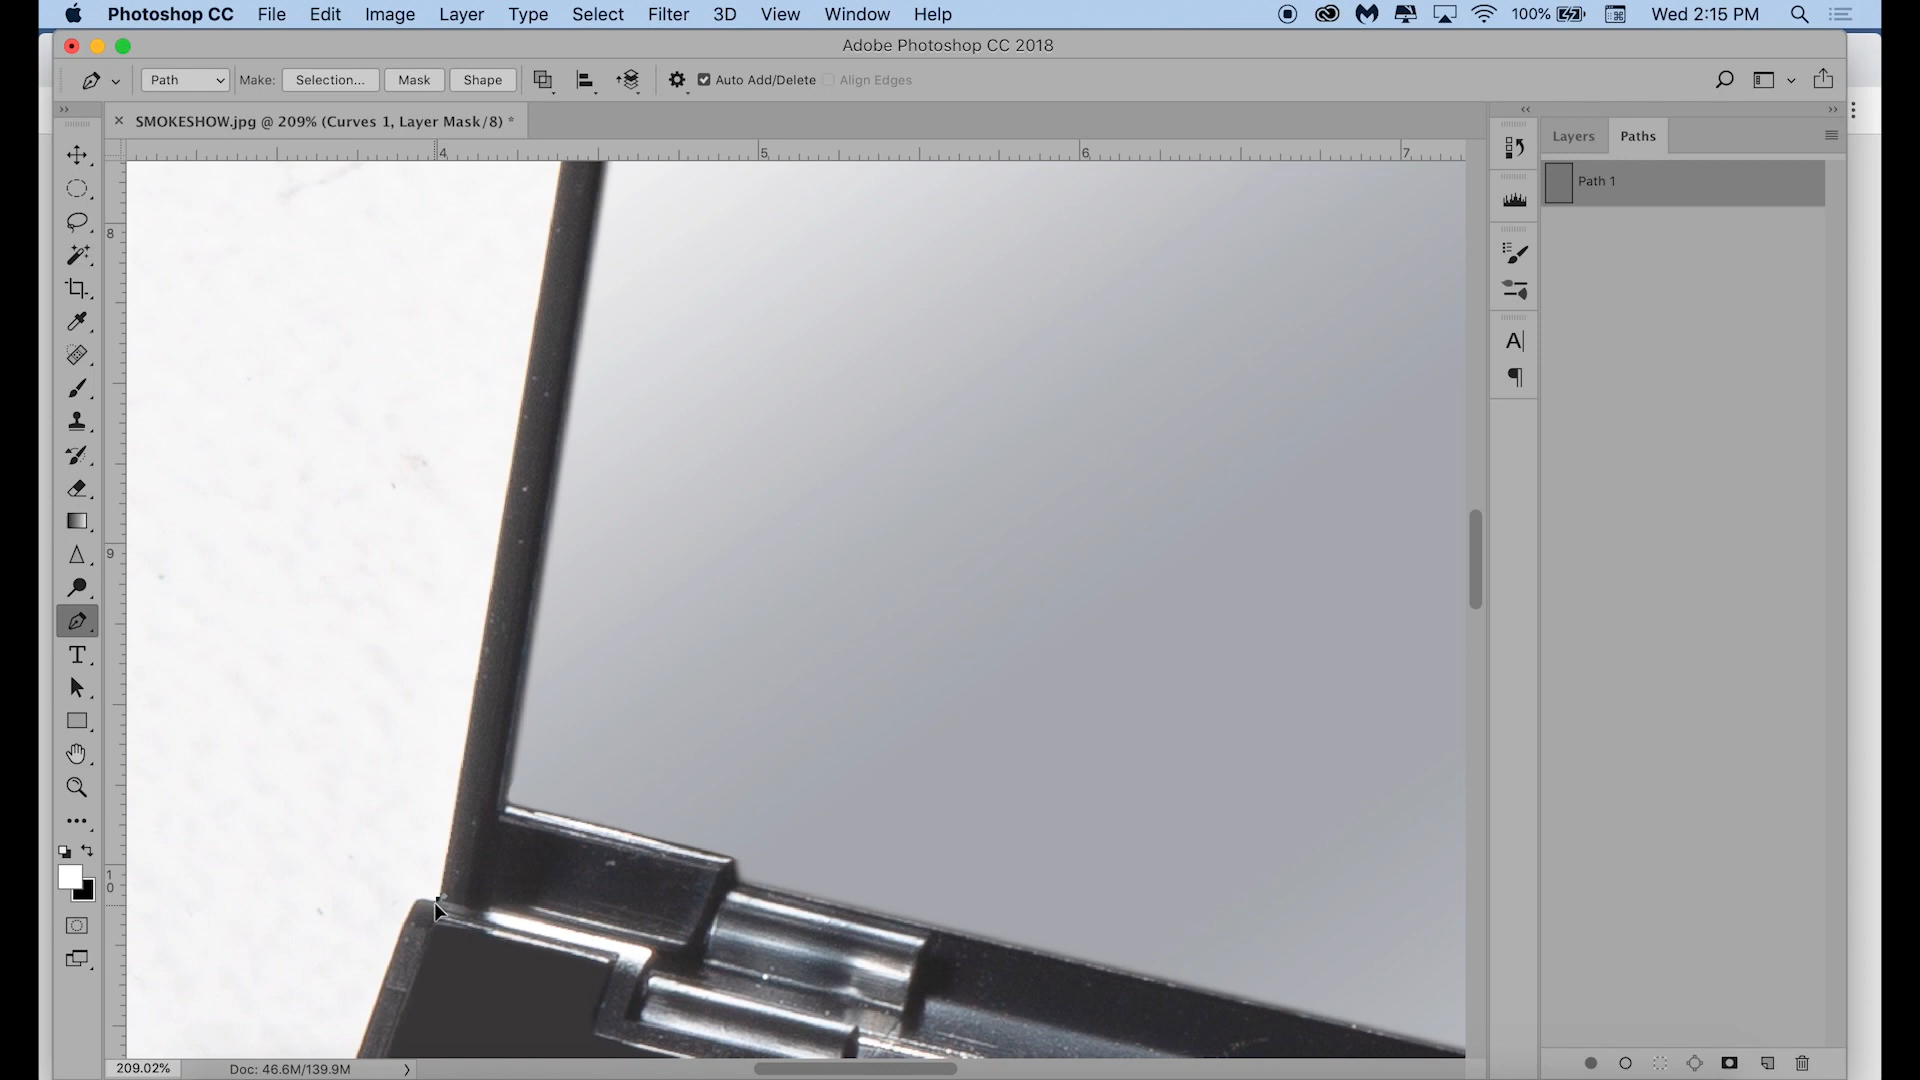 Photoshop CC File Edit Image Layer Type Select Filter 3D View Window Help 100% Wed 2:15 PM
Adobe Photoshop CC 2018
Path Make: Selection... Mask Shape Auto Add/Delete Align Edges
SMOKESHOW.jpg @ 209% (Curves 1, Layer Mask/8) *
Layers Paths
4 5 6 7
Path 1
8
9
10
209.02% Doc: 46.6M/139.9M